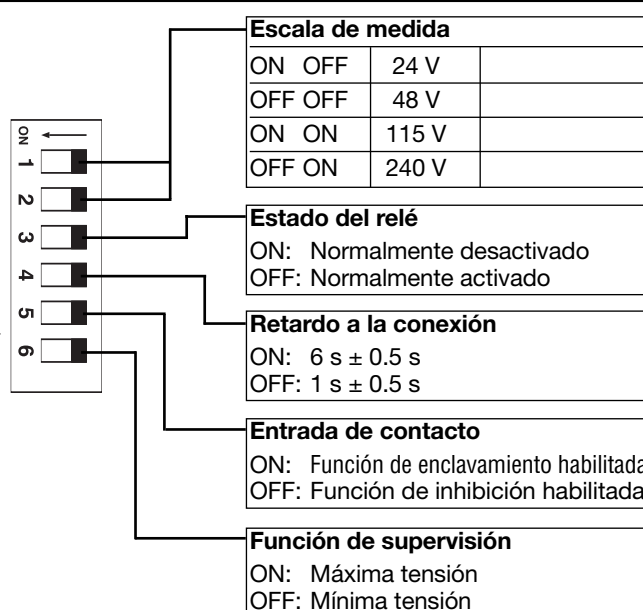 Escala de medida
ON OFF 24 V
OFF OFF 48 V
ON ON 115 V
OFF ON 240 V
ON
1
2
3
4
5
6
Estado del relé
ON: Normalmente desactivado
OFF: Normalmente activado
Retardo a la conexión
ON: 6 s ± 0.5 s
OFF: 1 s ± 0.5 s
Entrada de contacto
ON: Función de enclavamiento habilitada
OFF: Función de inhibición habilitada
Función de supervisión
ON: Máxima tensión
OFF: Mínima tensión